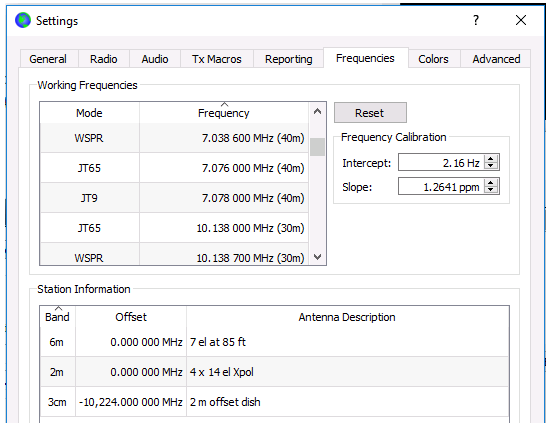 Settings
General Radio Audio Tx Macros Reporting Frequencies Colors Advanced
Working Frequencies
Mode Frequency
WSPR 7.038 600 MHz (40m)
JT65 7.076 000 MHz (40m)
JT9 7.078 000 MHz (40m)
JT65 10.138 000 MHz (30m)
WSPR 10.138 700 MHz (30m)
Reset
Frequency Calibration
Intercept: 2.16 Hz
Slope: 1.2641 ppm
Station Information
Band Offset Antenna Description
6m 0.000 000 MHz 7 el at 85 ft
2m 0.000 000 MHz 4 x 14 el Xpol
3cm -10,224.000 000 MHz 2 m offset dish